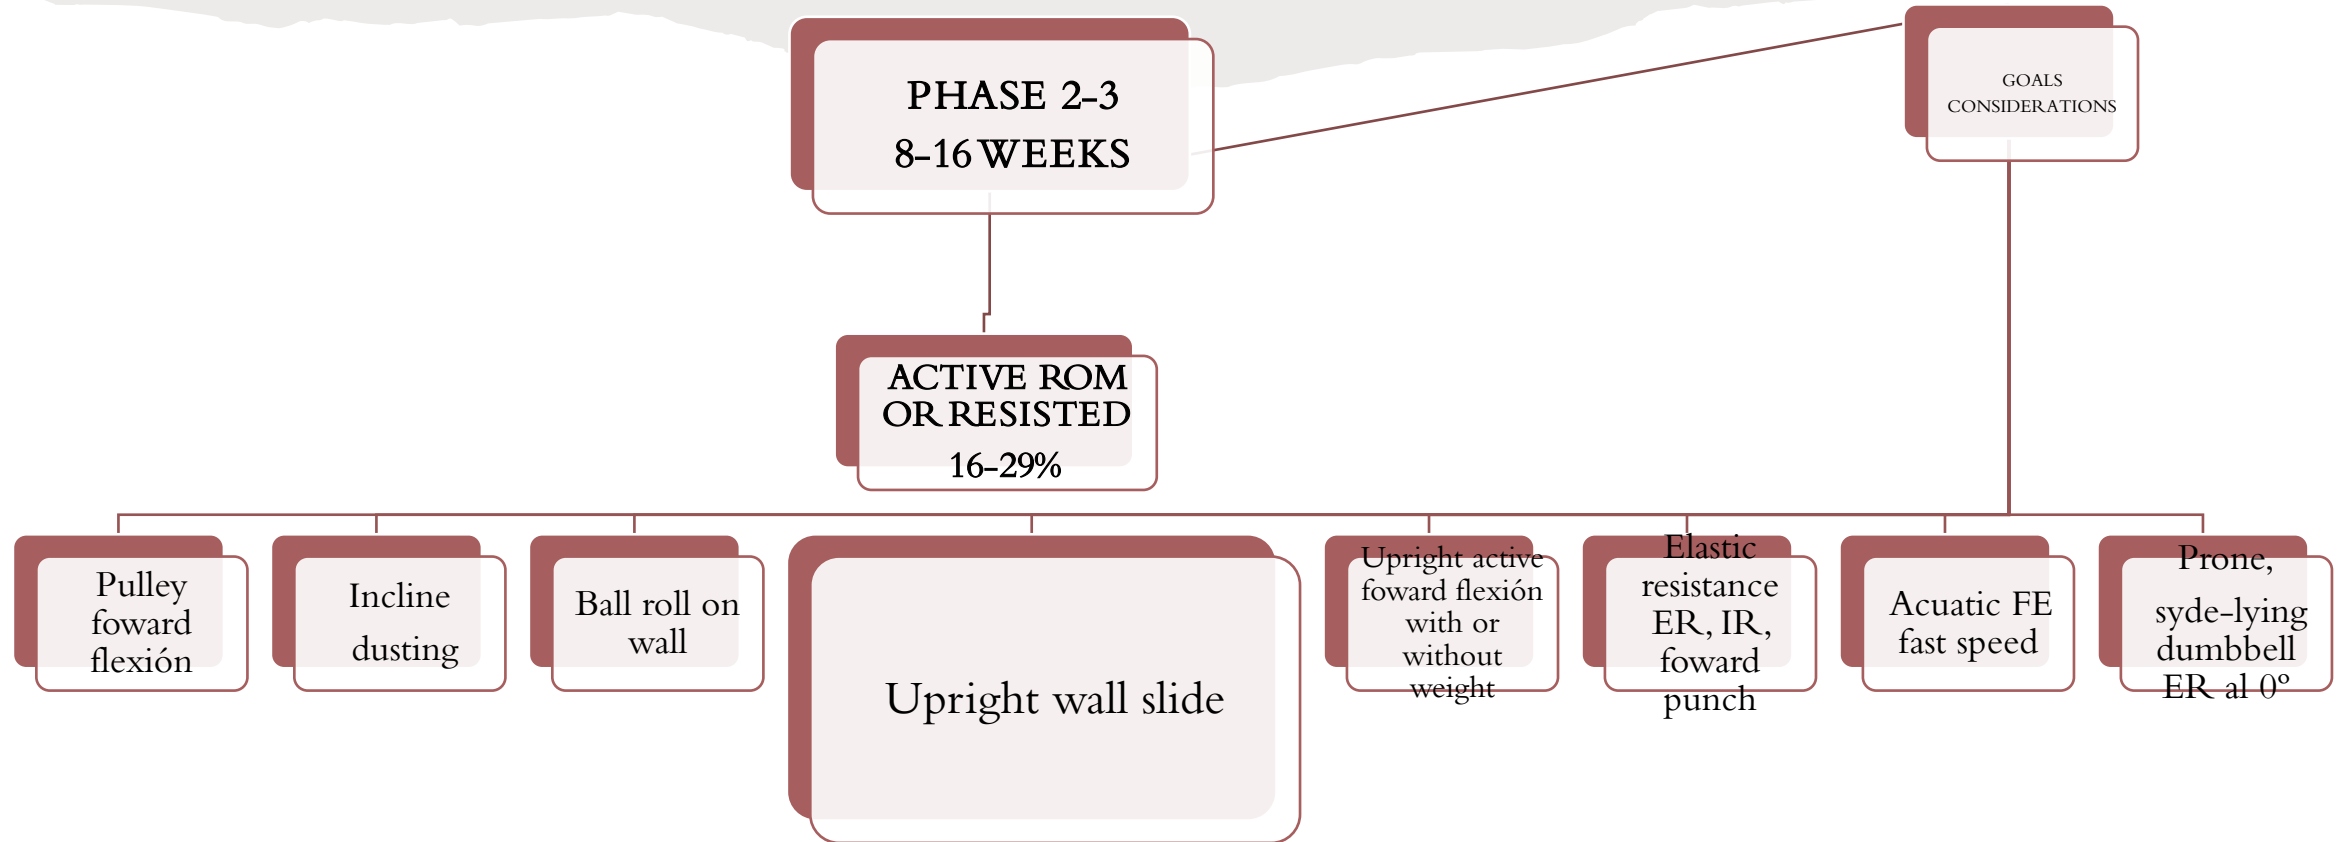 PHASE 2-3
8-16 WEEKS
GOALS
CONSIDERATIONS
ACTIVE ROM
OR RESISTED
16-29%
Pulley
foward
flexión
Incline
dusting
Ball roll on
wall
Upright wall slide
Upright active
foward flexión
with or
without
weight
Elastic
resistance
ER, IR,
foward
punch
Acuatic FE
fast speed
Prone,
syde-lying
dumbbell
ER al 0º